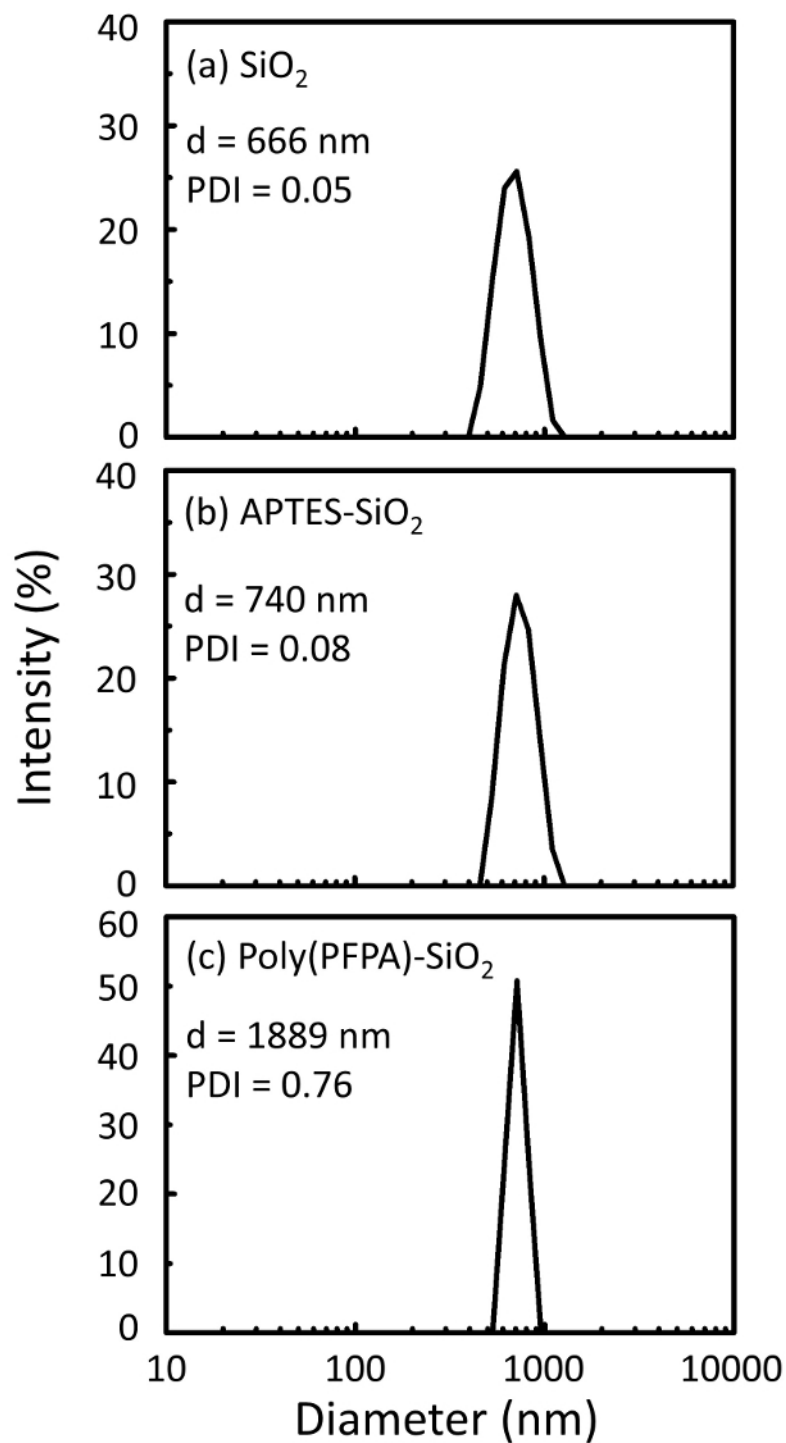 40
(a) SiO₂
30
d = 666 nm
PDI = 0.05
20
10
0
40
(b) APTES-SiO₂
30
d = 740 nm
PDI = 0.08
20
10
0
Intensity (%)
60
(c) Poly(PFPA)-SiO₂
50
d = 1889 nm
40
PDI = 0.76
30
20
10
0
10 100 1000 10000
Diameter (nm)